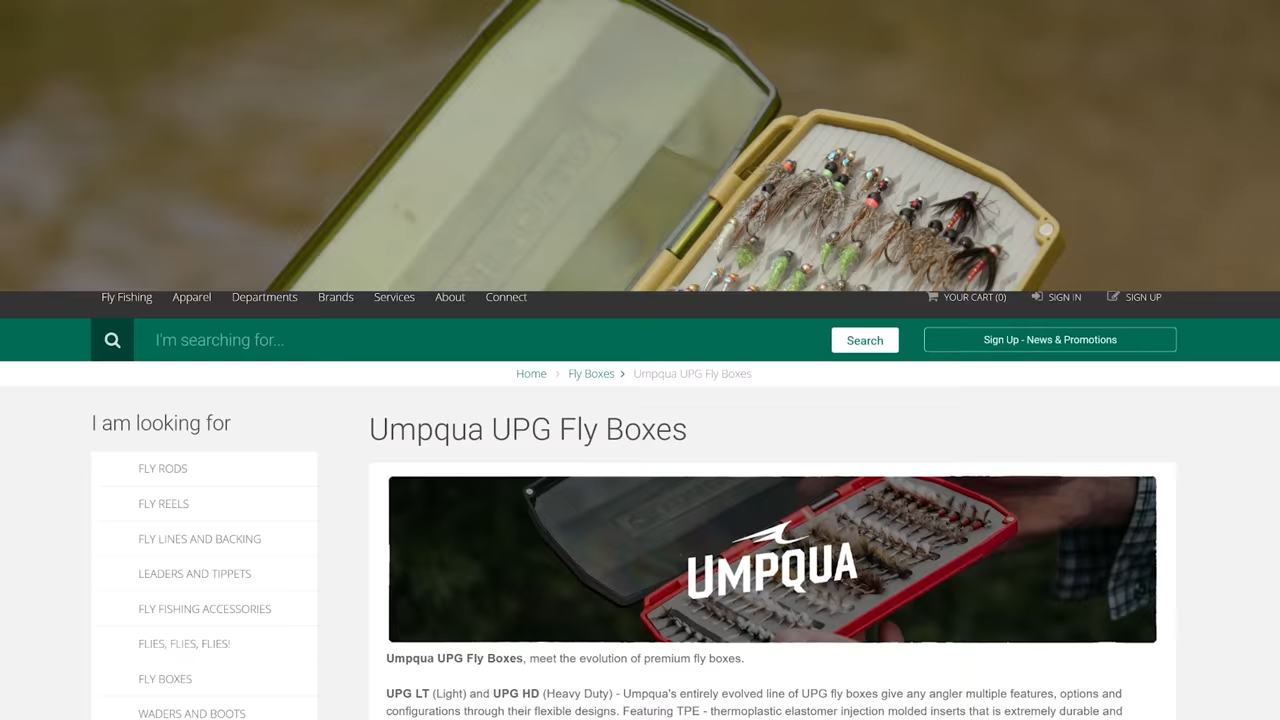 Fly Fishing Apparel Departments Brands Services About Connect YOUR CART (0) SIGN IN SIGN UP
I'm searching for... Search Sign Up - News & Promotions
Home > Fly Boxes > Umpqua UPG Fly Boxes
I am looking for
FLY RODS
FLY REELS
FLY LINES AND BACKING
LEADERS AND TIPPETS
FLY FISHING ACCESSORIES
FLIES, FLIES, FLIES!
FLY BOXES
WADERS AND BOOTS
Umpqua UPG Fly Boxes
UMPQUA
Umpqua UPG Fly Boxes, meet the evolution of premium fly boxes.
UPG LT (Light) and UPG HD (Heavy Duty) - Umpqua's entirely evolved line of UPG fly boxes give any angler multiple features, options and
configurations through their flexible designs. Featuring TPE - thermoplastic elastomer injection molded inserts that is extremely durable and